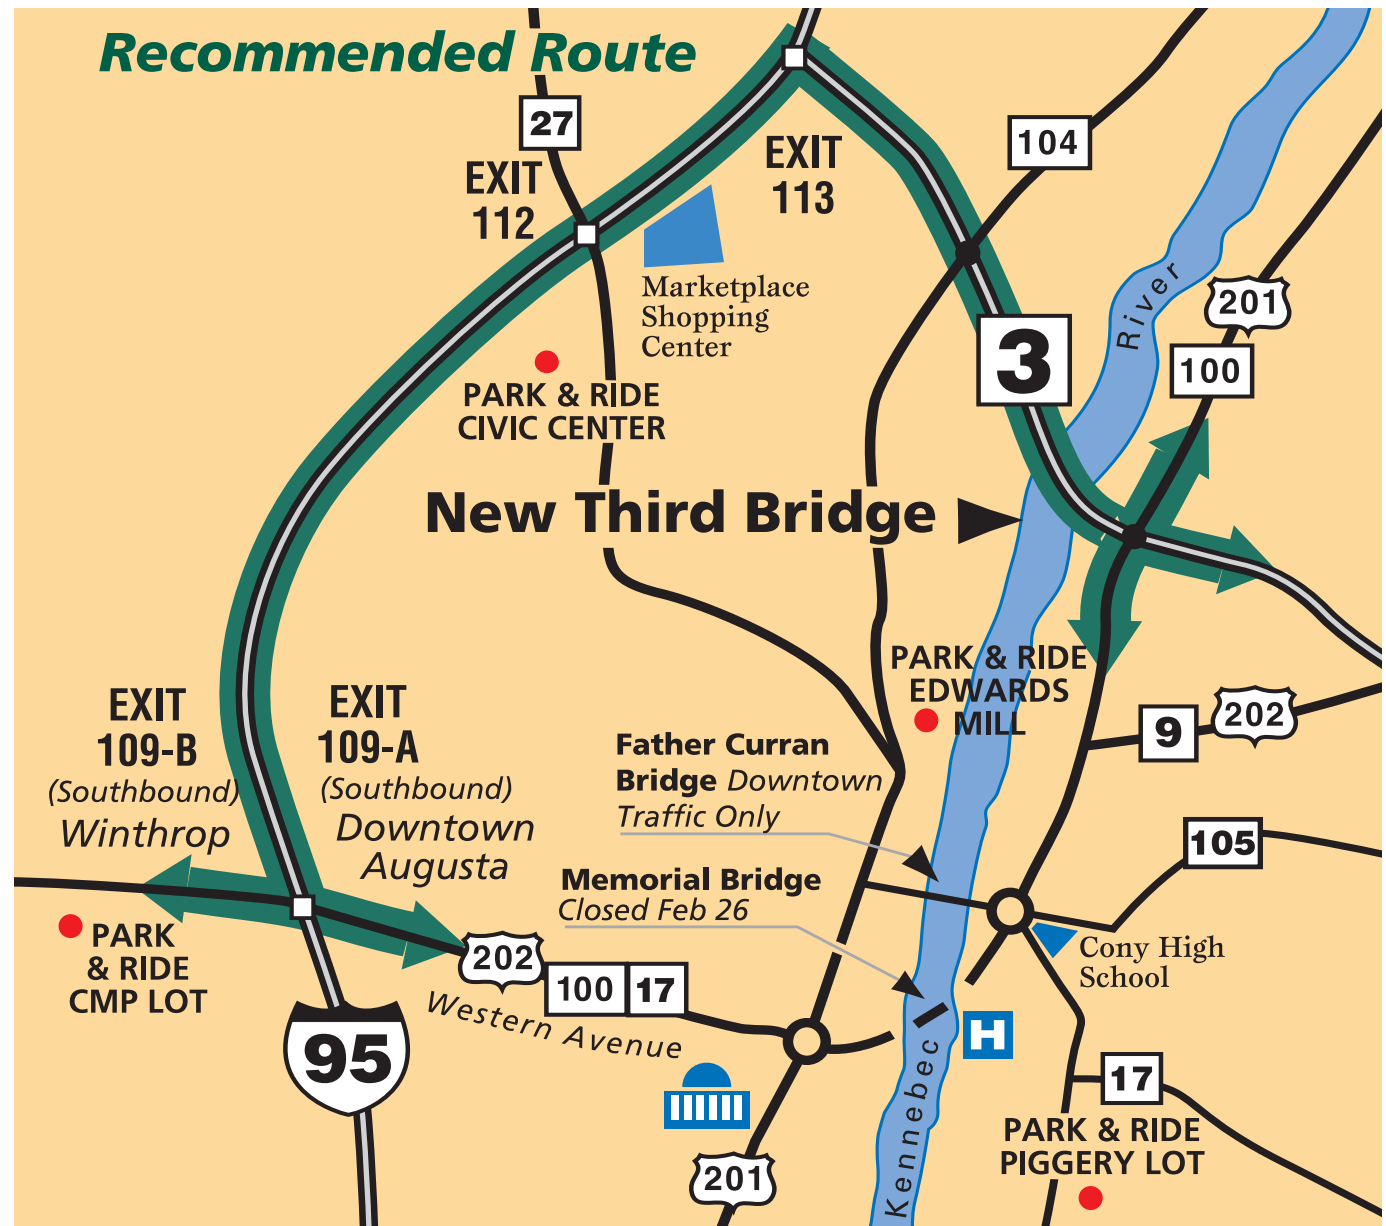 Recommended Route
27
EXIT
112
EXIT
113
104
Marketplace
Shopping
Center
River
201
100
3
PARK & RIDE
CIVIC CENTER
New Third Bridge
PARK & RIDE
EDWARDS
MILL
9
202
EXIT
109-B
(Southbound)
Winthrop
EXIT
109-A
(Southbound)
Downtown
Augusta
Father Curran
Bridge Downtown
Traffic Only
105
Memorial Bridge
Closed Feb 26
PARK
& RIDE
CMP LOT
202
100
17
Western Avenue
Cony High
School
95
H
Kennebec
17
PARK & RIDE
PIGGERY LOT
201